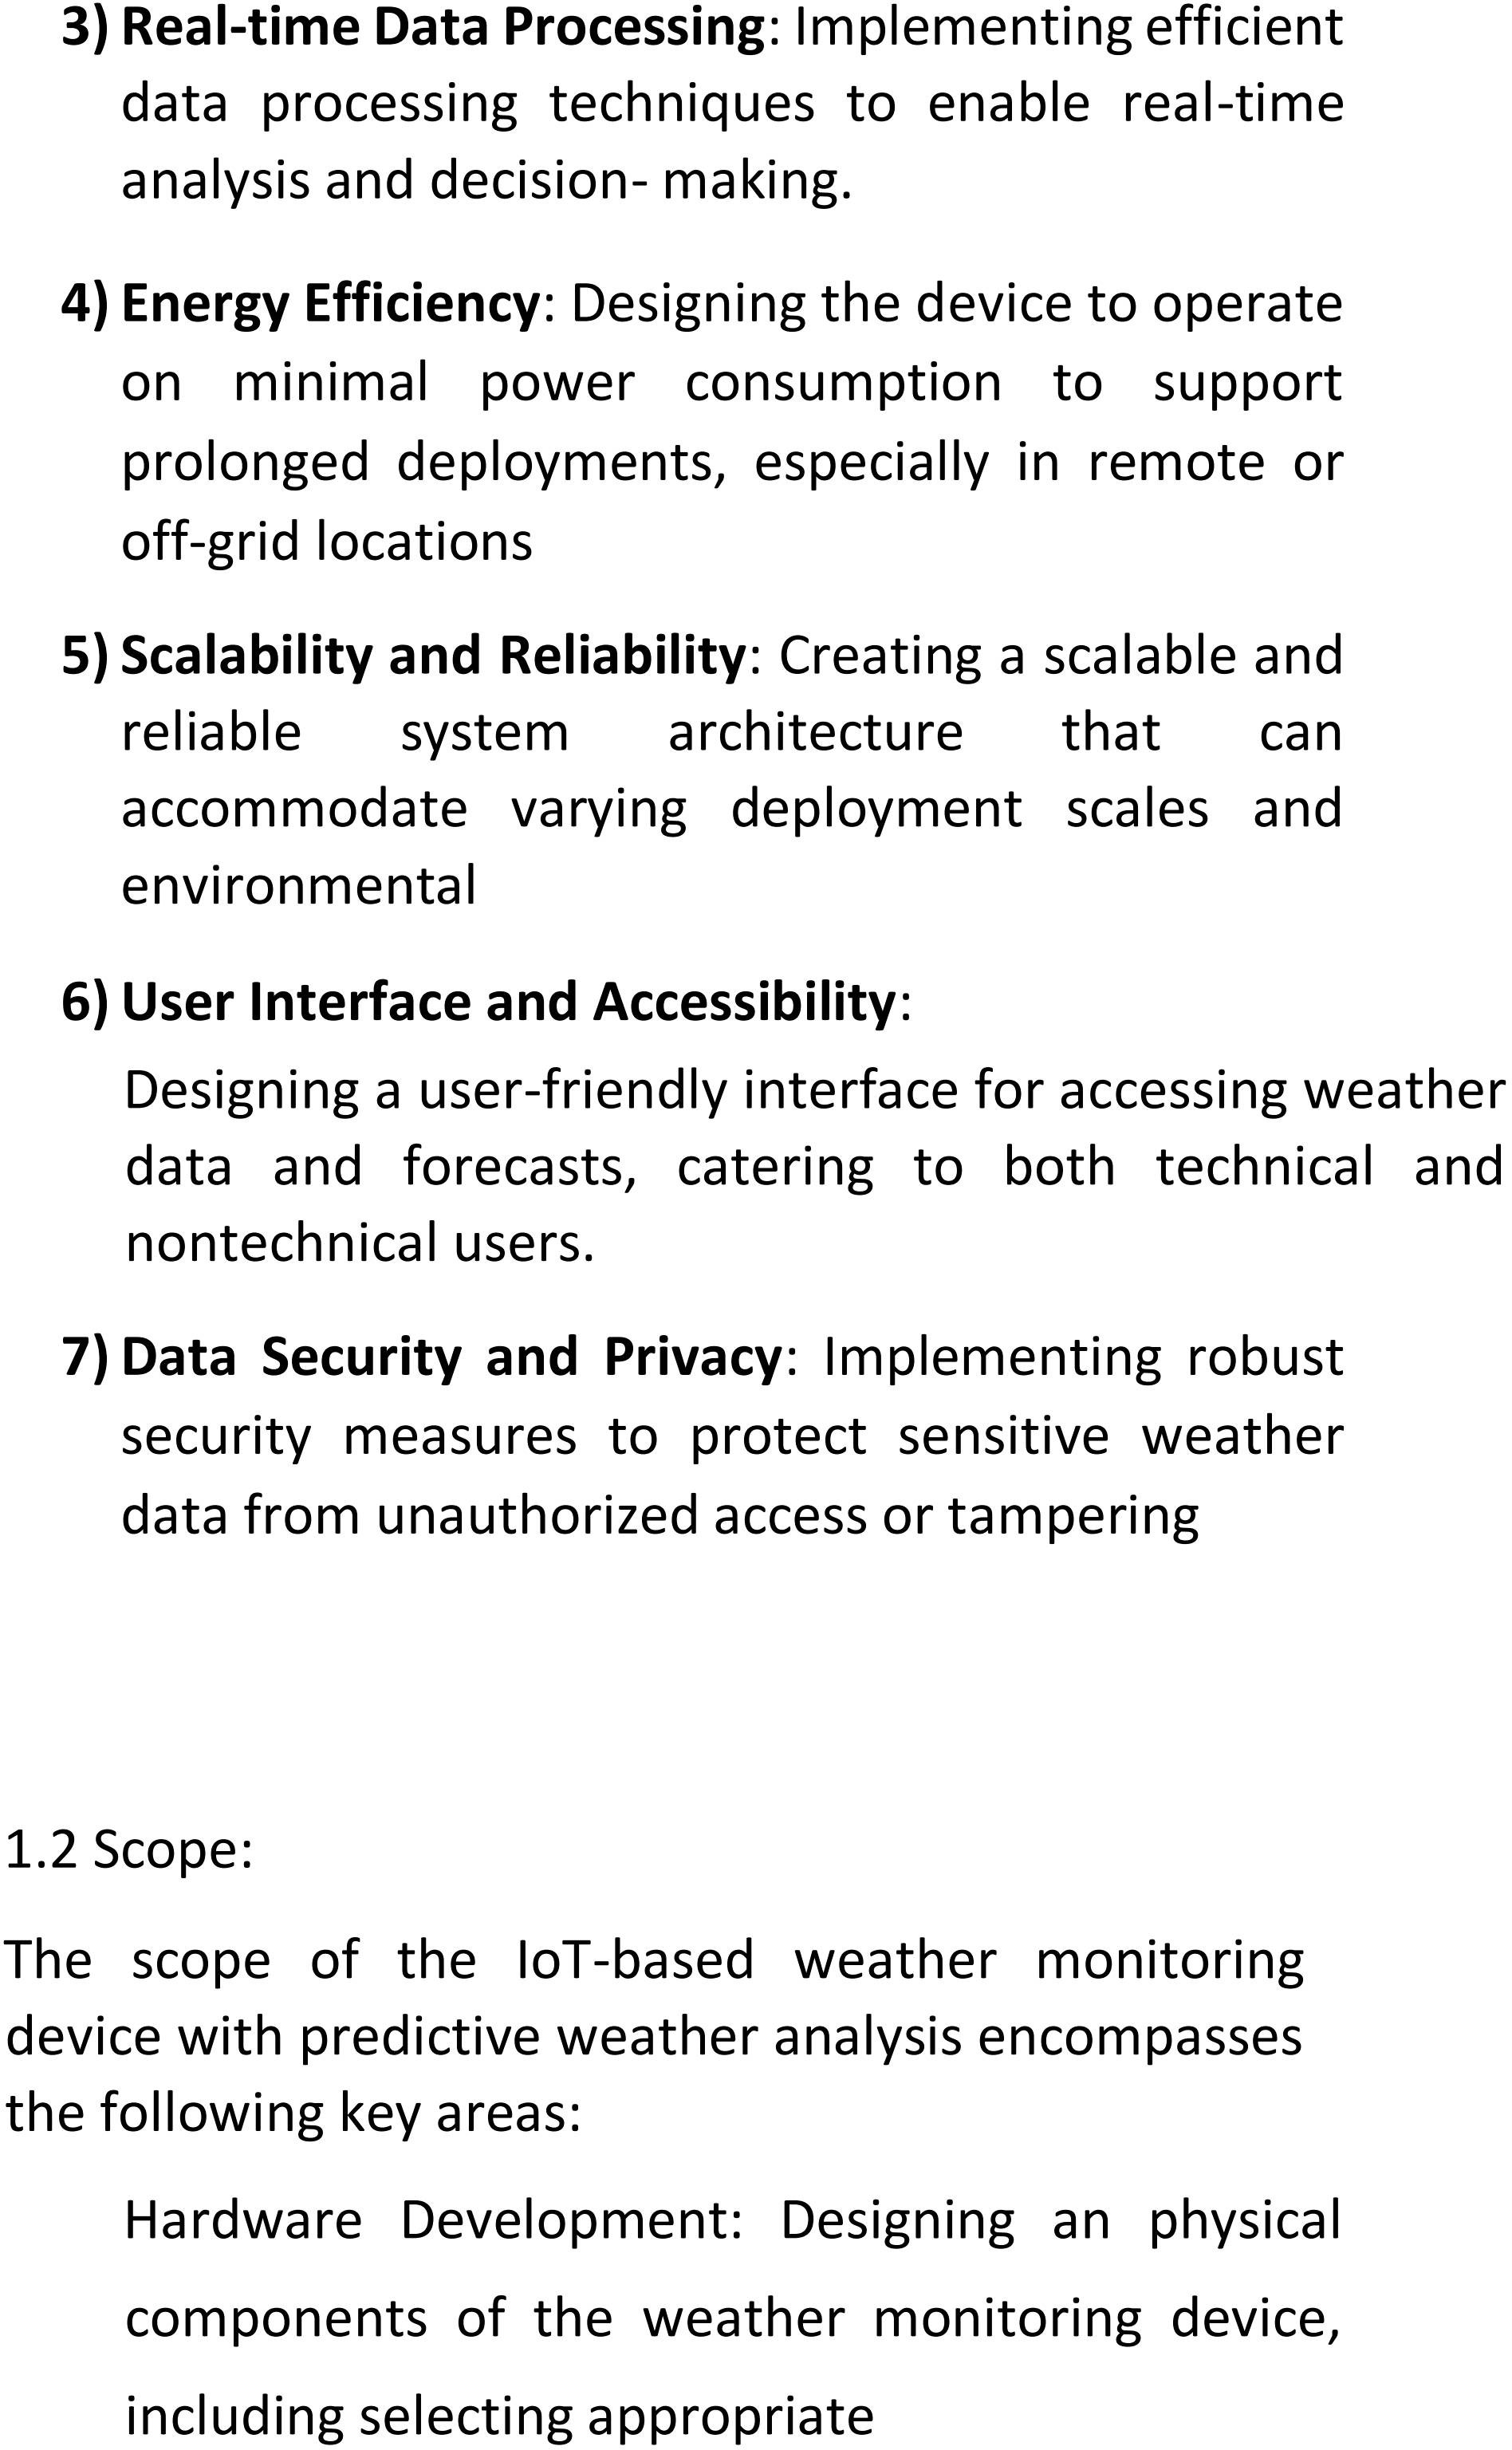 3) Real-time Data Processing: Implementing efficient
data processing techniques to enable real-time
analysis and decision- making.
4) Energy Efficiency: Designing the device to operate
on minimal power consumption to support
prolonged deployments, especially in remote or
off-grid locations
5) Scalability and Reliability: Creating a scalable and
reliable system architecture that can
accommodate varying deployment scales and
environmental
6) User Interface and Accessibility:
Designing a user-friendly interface for accessing weather
data and forecasts, catering to both technical and
nontechnical users.
7) Data Security and Privacy: Implementing robust
security measures to protect sensitive weather
data from unauthorized access or tampering
1.2 Scope:
The scope of the IoT-based weather monitoring
device with predictive weather analysis encompasses
the following key areas:
Hardware Development: Designing an physical
components of the weather monitoring device,
including selecting appropriate